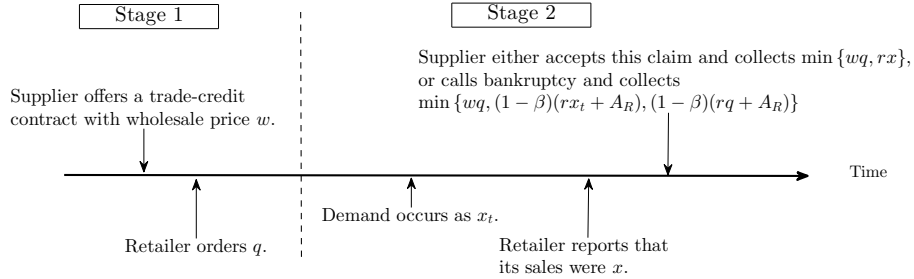 Stage 1
Stage 2
Supplier either accepts this claim and collects min {wq, rx},
or calls bankruptcy and collects
min {wq, (1 − β)(rxₜ + A_R), (1 − β)(rq + A_R)}
Supplier offers a trade-credit
contract with wholesale price w.
Time
Demand occurs as xₜ.
Retailer orders q.
Retailer reports that
its sales were x.